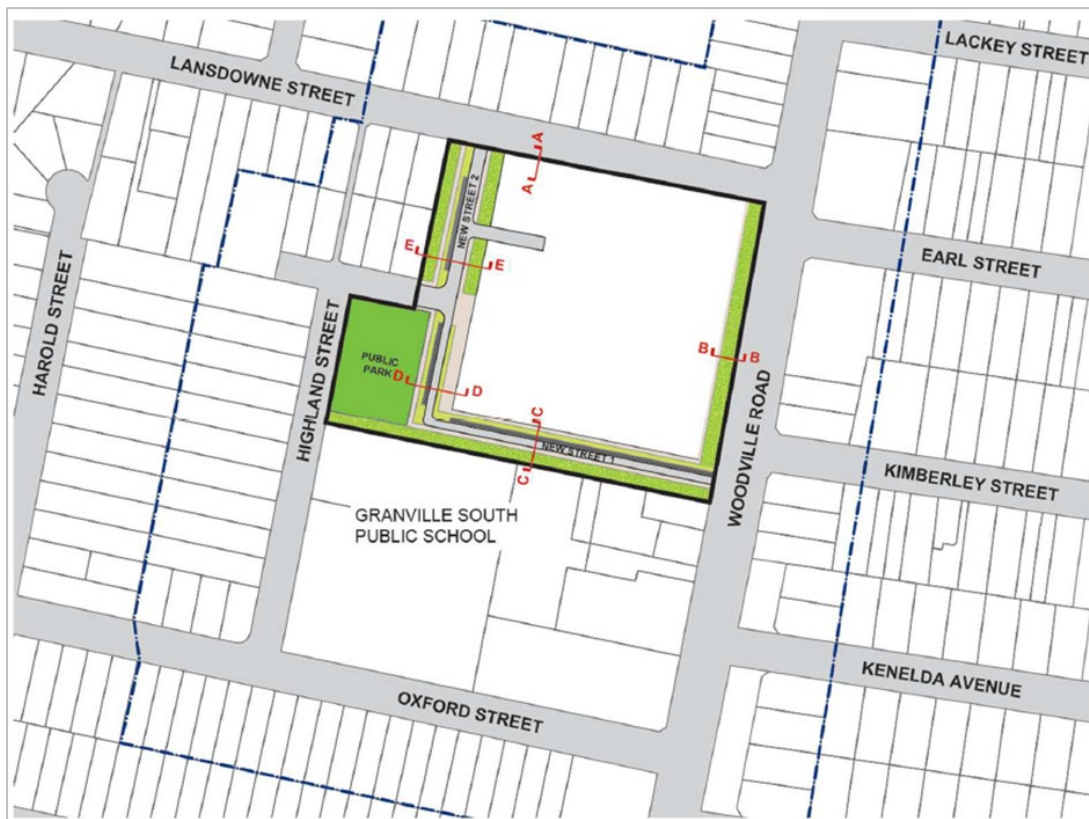 LACKEY STREET
LANSDOWNE STREET
A
A
NEW STREET 2
E
E
EARL STREET
HAROLD STREET
HIGHLAND STREET
PUBLIC
PARK
D
D
B
B
WOODVILLE ROAD
C
NEW STREET 1
C
KIMBERLEY STREET
GRANVILLE SOUTH
PUBLIC SCHOOL
KENELDA AVENUE
OXFORD STREET